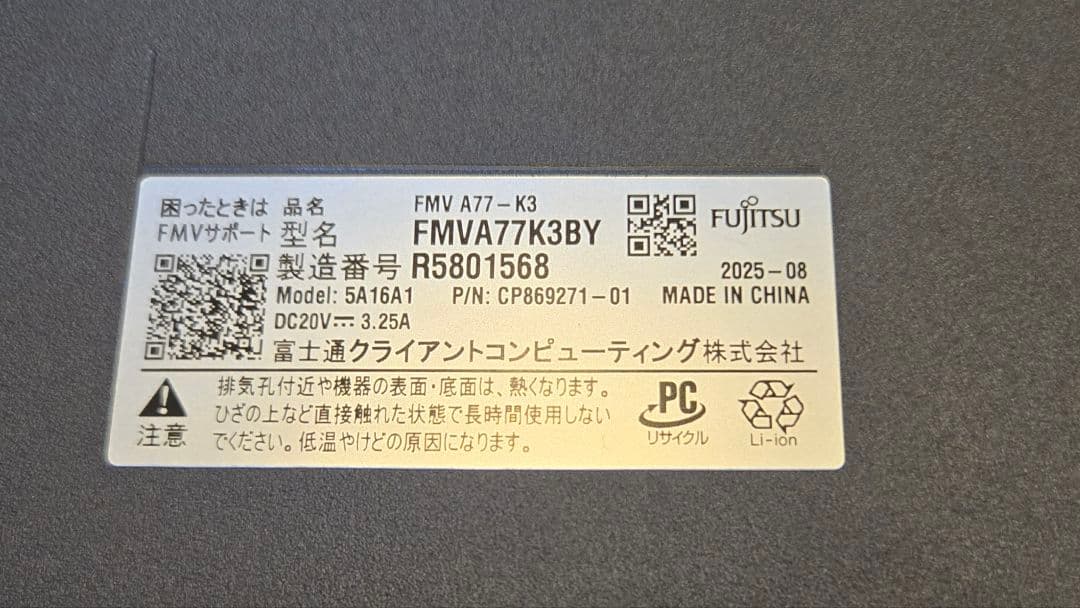 困ったときは 品名 FMV A77-K3
FMVサポート 型名 FMVA77K3BY
FUJITSU
製造番号 R5801568
2025-08
Model: 5A16A1 P/N: CP869271-01 MADE IN CHINA
DC20V⎓ 3.25A
富士通クライアントコンピューティング株式会社
注意
排気孔付近や機器の表面・底面は、熱くなります。
ひざの上など直接触れた状態で長時間使用しない
でください。低温やけどの原因になります。
PC
リサイクル
Li-ion